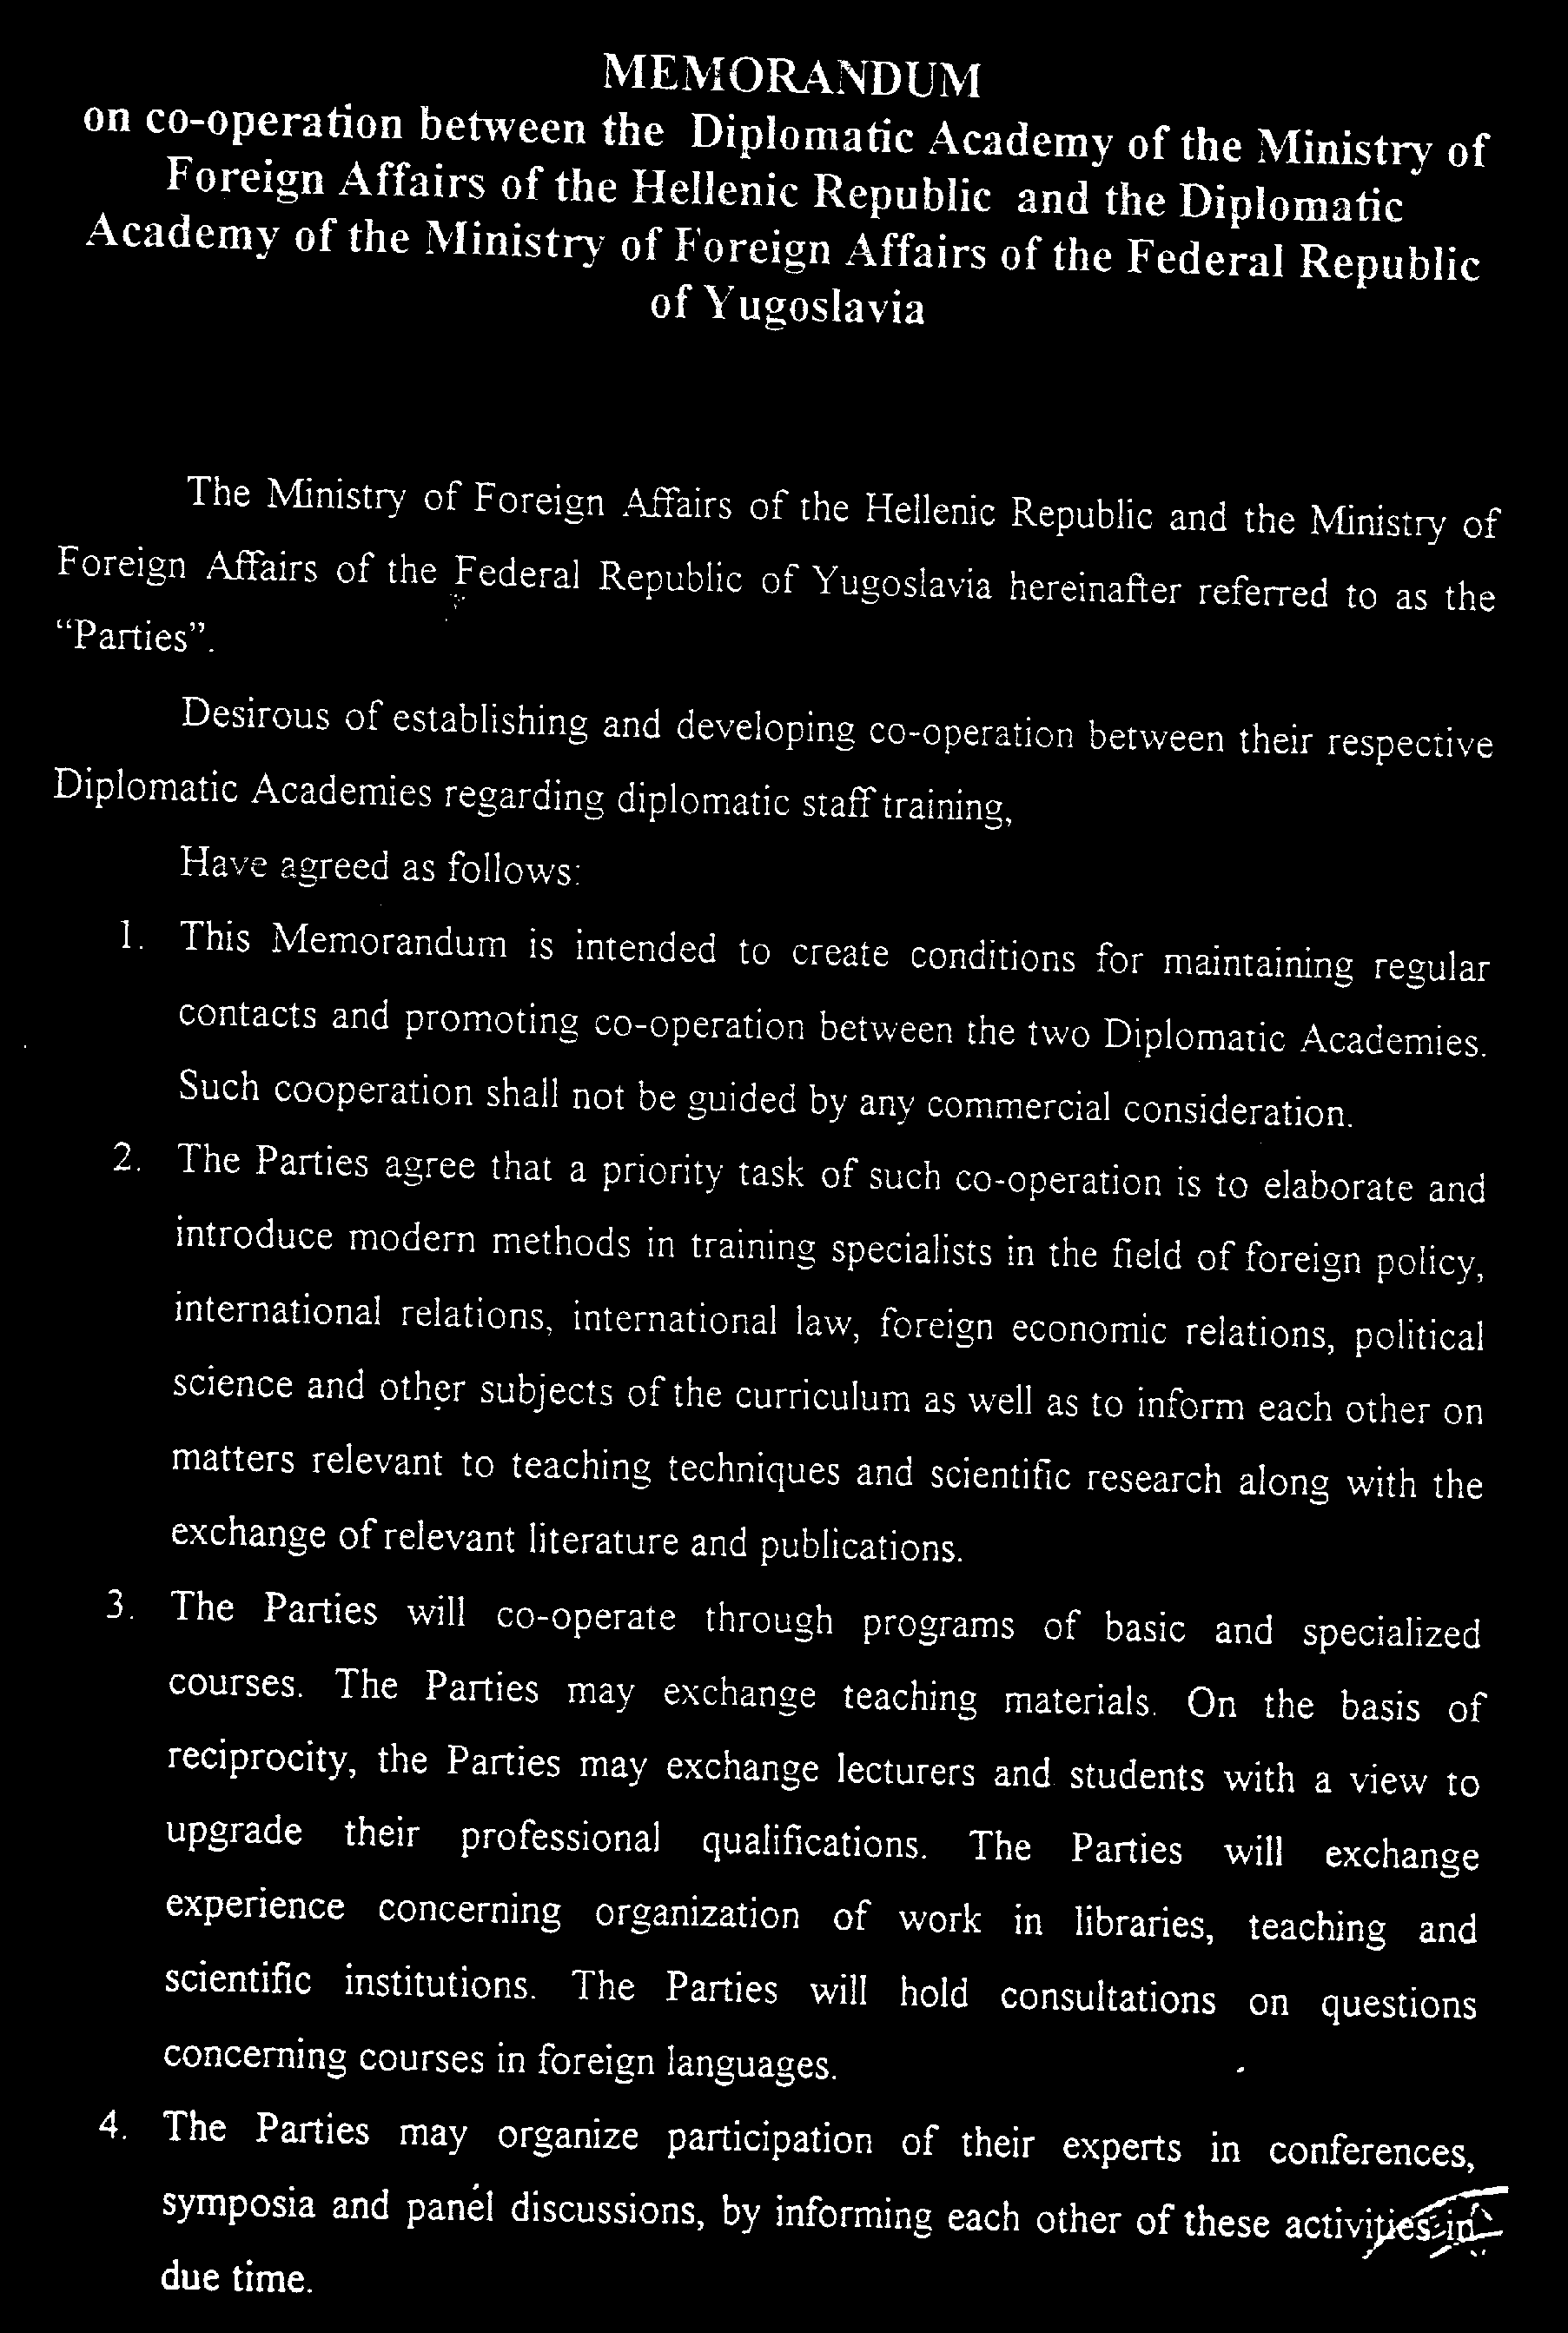 MEMORANDUM
on co-operation between the Diplomatic Academy of the Ministry of
Foreign Affairs of the Hellenic Republic and the Diplomatic
Academy of the Ministry of Foreign Affairs of the Federal Republic
of Yugoslavia
The Ministry of Foreign Affairs of the Hellenic Republic and the Ministry of
Foreign Affairs of the Federal Republic of Yugoslavia hereinafter referred to as the
“Parties”.
Desirous of establishing and developing co-operation between their respective
Diplomatic Academies regarding diplomatic staff training,
Have agreed as follows:
1. This Memorandum is intended to create conditions for maintaining regular
contacts and promoting co-operation between the two Diplomatic Academies.
Such cooperation shall not be guided by any commercial consideration.
2. The Parties agree that a priority task of such co-operation is to elaborate and
introduce modern methods in training specialists in the field of foreign policy,
international relations, international law, foreign economic relations, political
science and other subjects of the curriculum as well as to inform each other on
matters relevant to teaching techniques and scientific research along with the
exchange of relevant literature and publications.
3. The Parties will co-operate through programs of basic and specialized
courses. The Parties may exchange teaching materials. On the basis of
reciprocity, the Parties may exchange lecturers and students with a view to
upgrade their professional qualifications. The Parties will exchange
experience concerning organization of work in libraries, teaching and
scientific institutions. The Parties will hold consultations on questions
concerning courses in foreign languages.
4. The Parties may organize participation of their experts in conferences,
symposia and panel discussions, by informing each other of these activities in
due time.